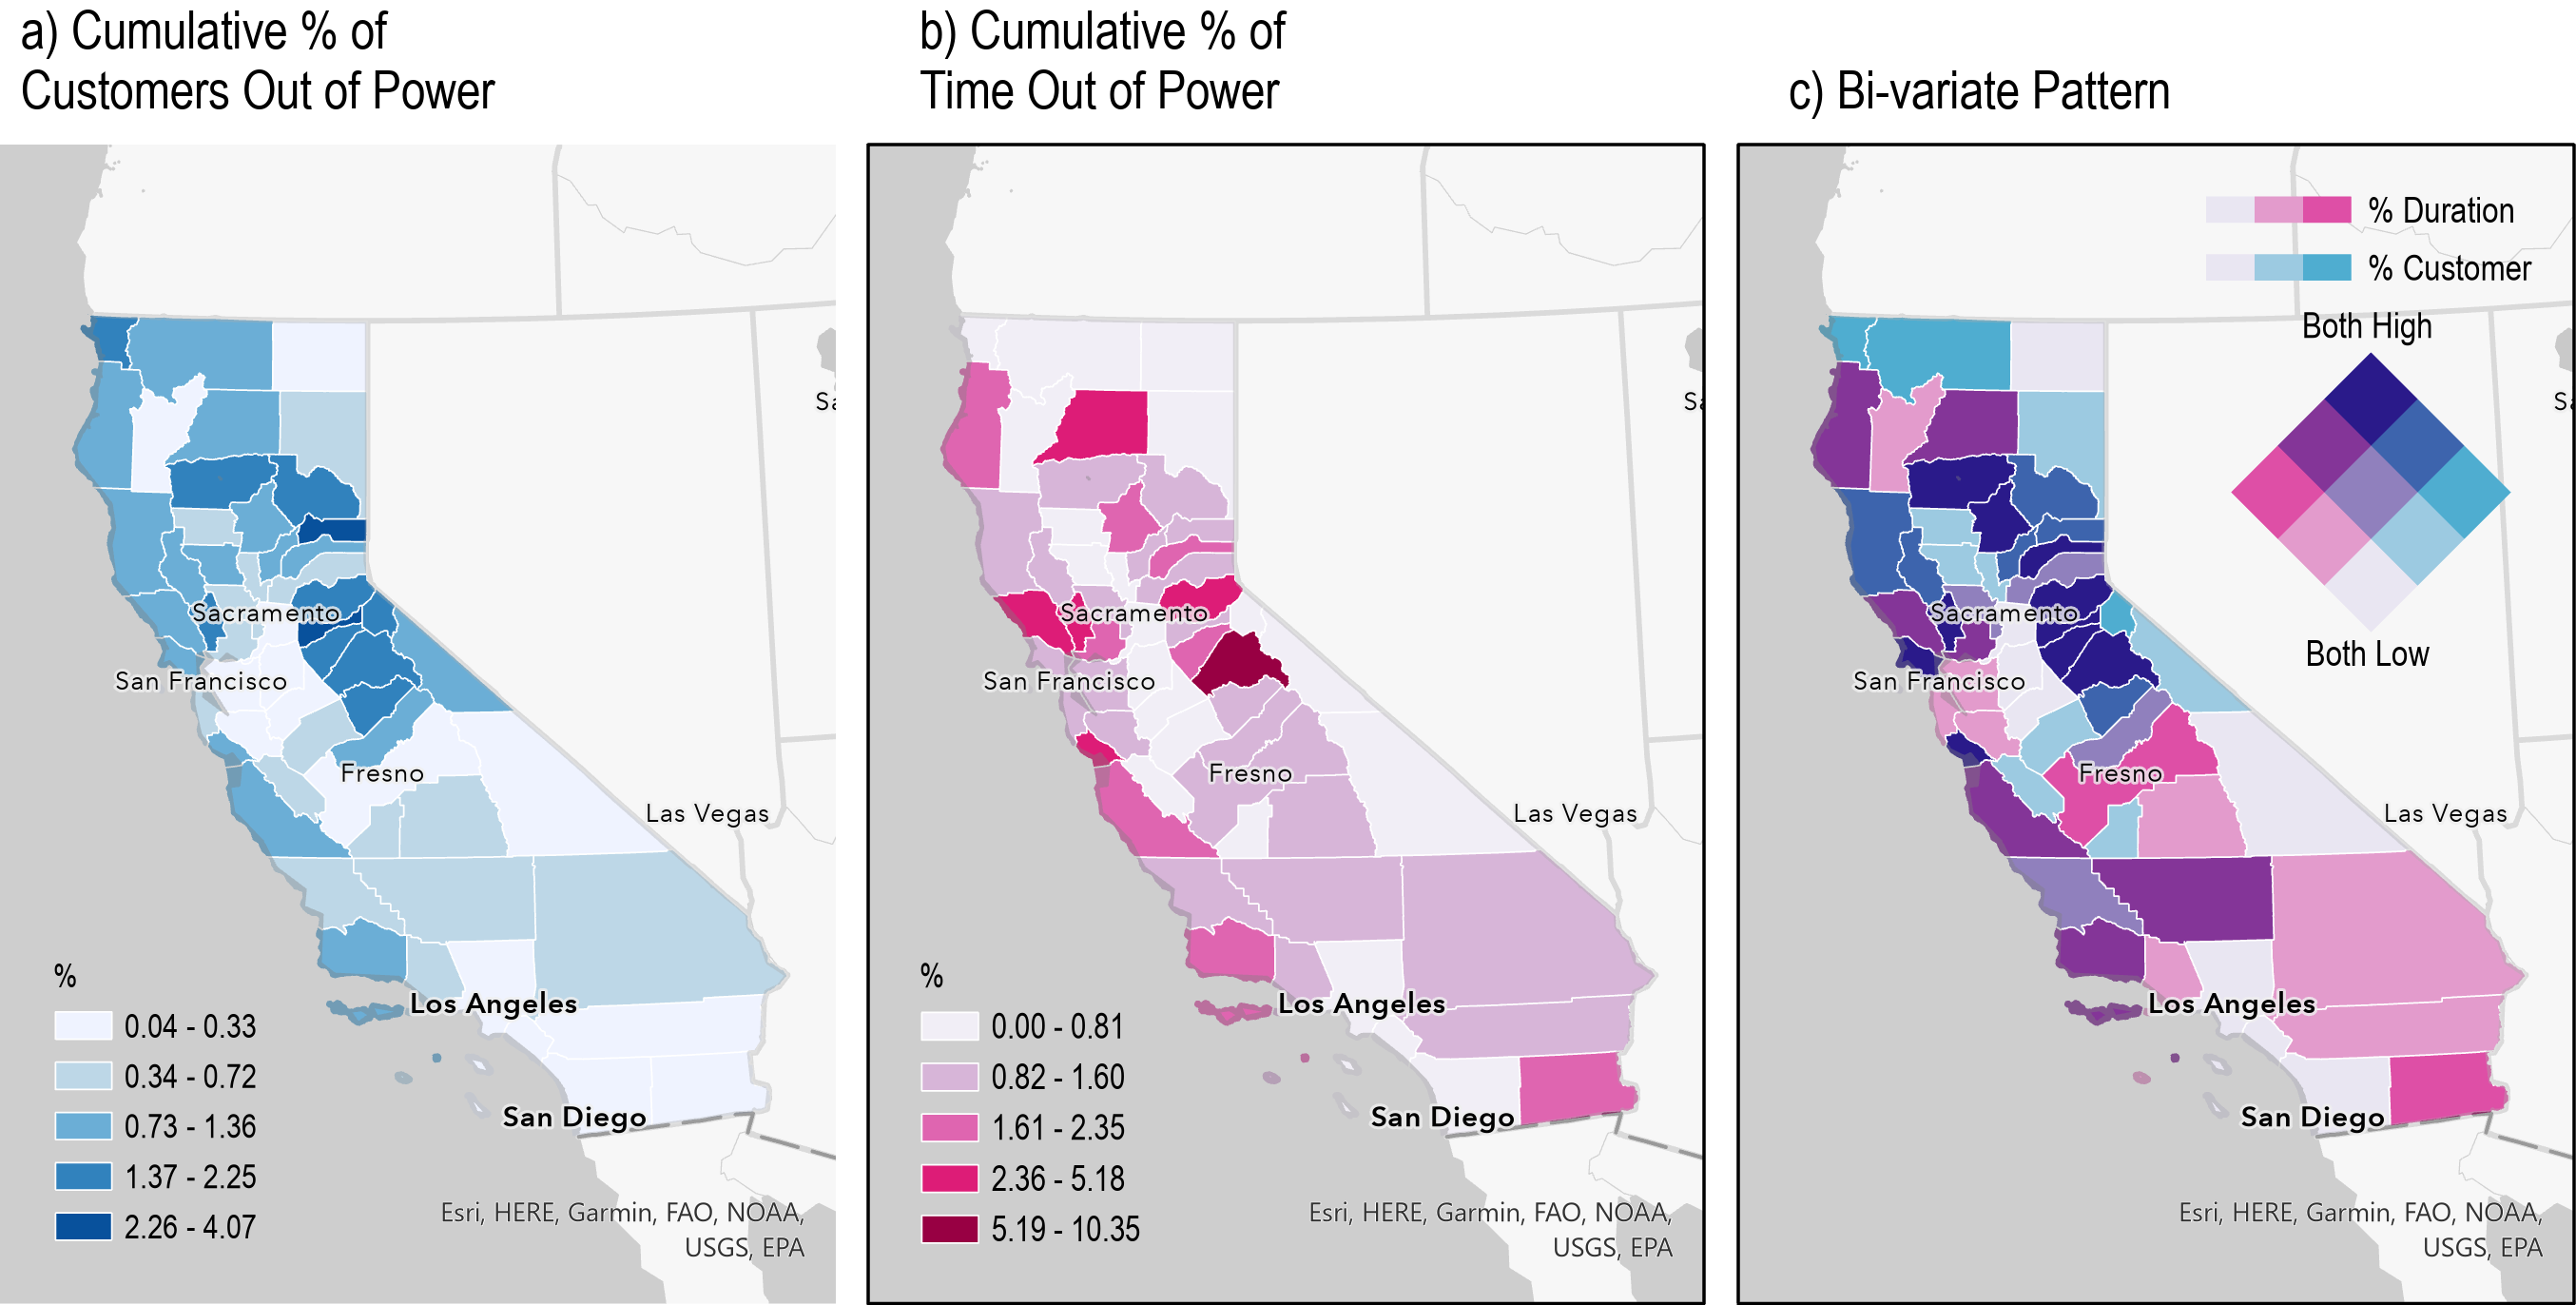 a) Cumulative % of
Customers Out of Power
b) Cumulative % of
Time Out of Power
c) Bi-variate Pattern
Sa
Sacramento
San Francisco
Fresno
Las Vegas
Los Angeles
San Diego
%
0.04 - 0.33
0.34 - 0.72
0.73 - 1.36
1.37 - 2.25
2.26 - 4.07
Esri, HERE, Garmin, FAO, NOAA,
USGS, EPA
Sa
Sacramento
San Francisco
Fresno
Las Vegas
Los Angeles
San Diego
%
0.00 - 0.81
0.82 - 1.60
1.61 - 2.35
2.36 - 5.18
5.19 - 10.35
Esri, HERE, Garmin, FAO, NOAA,
USGS, EPA
% Duration
% Customer
Both High
Both Low
S
Sacramento
San Francisco
Fresno
Las Vegas
Los Angeles
San Diego
Esri, HERE, Garmin, FAO, NOAA,
USGS, EPA